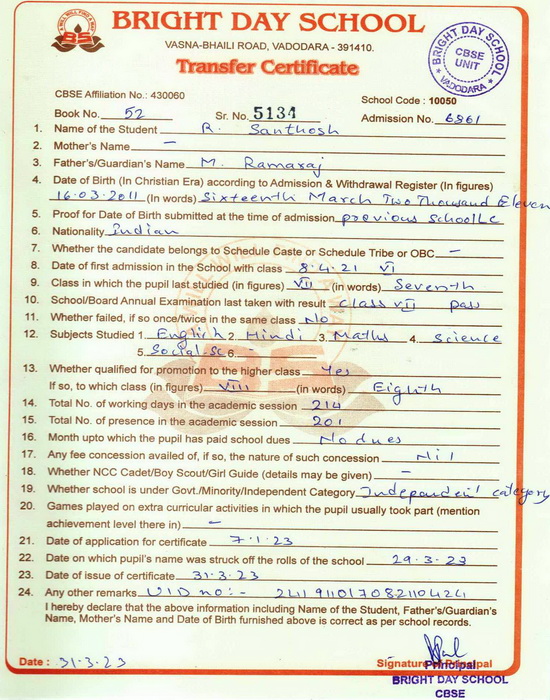 BRIGHT DAY SCHOOL
VASNA-BHAILI ROAD, VADODARA - 391410.
Transfer Certificate
BRIGHT DAY SCHOOL
CBSE
UNIT
VADODARA
CBSE Affiliation No.: 430060
School Code : 10050
Book No. 52 Sr. No. 5134 Admission No. 6861
1. Name of the Student R. Santhosh
2. Mother's Name –
3. Father's/Guardian's Name M. Ramaraj
4. Date of Birth (In Christian Era) according to Admission & Withdrawal Register (In figures)
16-03-2011 (In words) Sixteenth March Two Thousand Eleven
5. Proof for Date of Birth submitted at the time of admission previous school Lc
6. Nationality Indian
7. Whether the candidate belongs to Schedule Caste or Schedule Tribe or OBC –
8. Date of first admission in the School with class 8.4.21 VI
9. Class in which the pupil last studied (in figures) VII (in words) Seventh
10. School/Board Annual Examination last taken with result class VII pass
11. Whether failed, if so once/twice in the same class No
12. Subjects Studied 1. English 2. Hindi 3. Maths 4. Science
5. Social-Sc 6.
13. Whether qualified for promotion to the higher class Yes
If so, to which class (in figures) VIII (in words) Eighth
14. Total No. of working days in the academic session 214
15. Total No. of presence in the academic session 201
16. Month upto which the pupil has paid school dues No dues
17. Any fee concession availed of, if so, the nature of such concession Nil
18. Whether NCC Cadet/Boy Scout/Girl Guide (details may be given) –
19. Whether school is under Govt./Minority/Independent Category Independent category
20. Games played on extra curricular activities in which the pupil usually took part (mention
achievement level there in) –
21. Date of application for certificate 7.1.23
22. Date on which pupil's name was struck off the rolls of the school 29.3.23
23. Date of issue of certificate 31.3.23
24. Any other remarks UID no:- 241191101708211042​4
I hereby declare that the above information including Name of the Student, Father's/Guardian's
Name, Mother's Name and Date of Birth furnished above is correct as per school records.
Date : 31.3.23 Signature Principal
Principal
BRIGHT DAY SCHOOL
CBSE